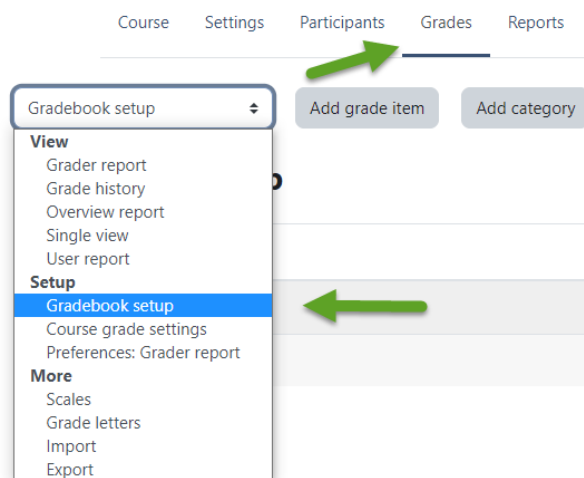 Course Settings Participants Grades Reports
Gradebook setup Add grade item Add category
View
Grader report
Grade history
Overview report
Single view
User report
Setup
Gradebook setup
Course grade settings
Preferences: Grader report
More
Scales
Grade letters
Import
Export